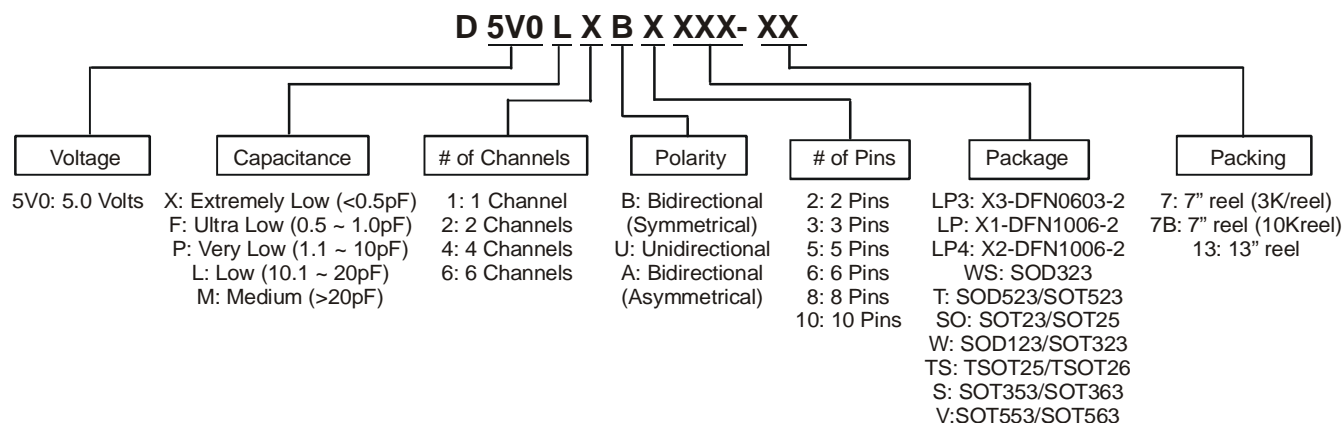 D 5V0 L X B X XXX- XX
Voltage
5V0: 5.0 Volts
Capacitance
X: Extremely Low (<0.5pF)
F: Ultra Low (0.5 ~ 1.0pF)
P: Very Low (1.1 ~ 10pF)
L: Low (10.1 ~ 20pF)
M: Medium (>20pF)
# of Channels
1: 1 Channel
2: 2 Channels
4: 4 Channels
6: 6 Channels
Polarity
B: Bidirectional
(Symmetrical)
U: Unidirectional
A: Bidirectional
(Asymmetrical)
# of Pins
2: 2 Pins
3: 3 Pins
5: 5 Pins
6: 6 Pins
8: 8 Pins
10: 10 Pins
Package
LP3: X3-DFN0603-2
LP: X1-DFN1006-2
LP4: X2-DFN1006-2
WS: SOD323
T: SOD523/SOT523
SO: SOT23/SOT25
W: SOD123/SOT323
TS: TSOT25/TSOT26
S: SOT353/SOT363
V:SOT553/SOT563
Packing
7: 7” reel (3K/reel)
7B: 7” reel (10Kreel)
13: 13” reel